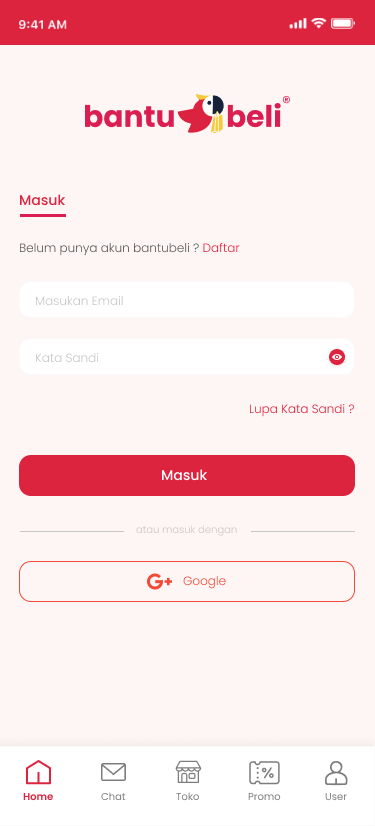 9:41 AM
bantu beli®
Masuk
Belum punya akun bantubeli ? Daftar
Masukan Email
Kata Sandi
Lupa Kata Sandi ?
Masuk
atau masuk dengan
G+ Google
%
Home Chat Toko Promo User